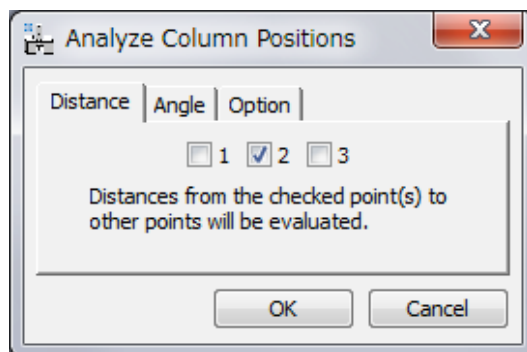 Analyze Column Positions
Distance Angle Option
1 2 3
Distances from the checked point(s) to
other points will be evaluated.
OK Cancel